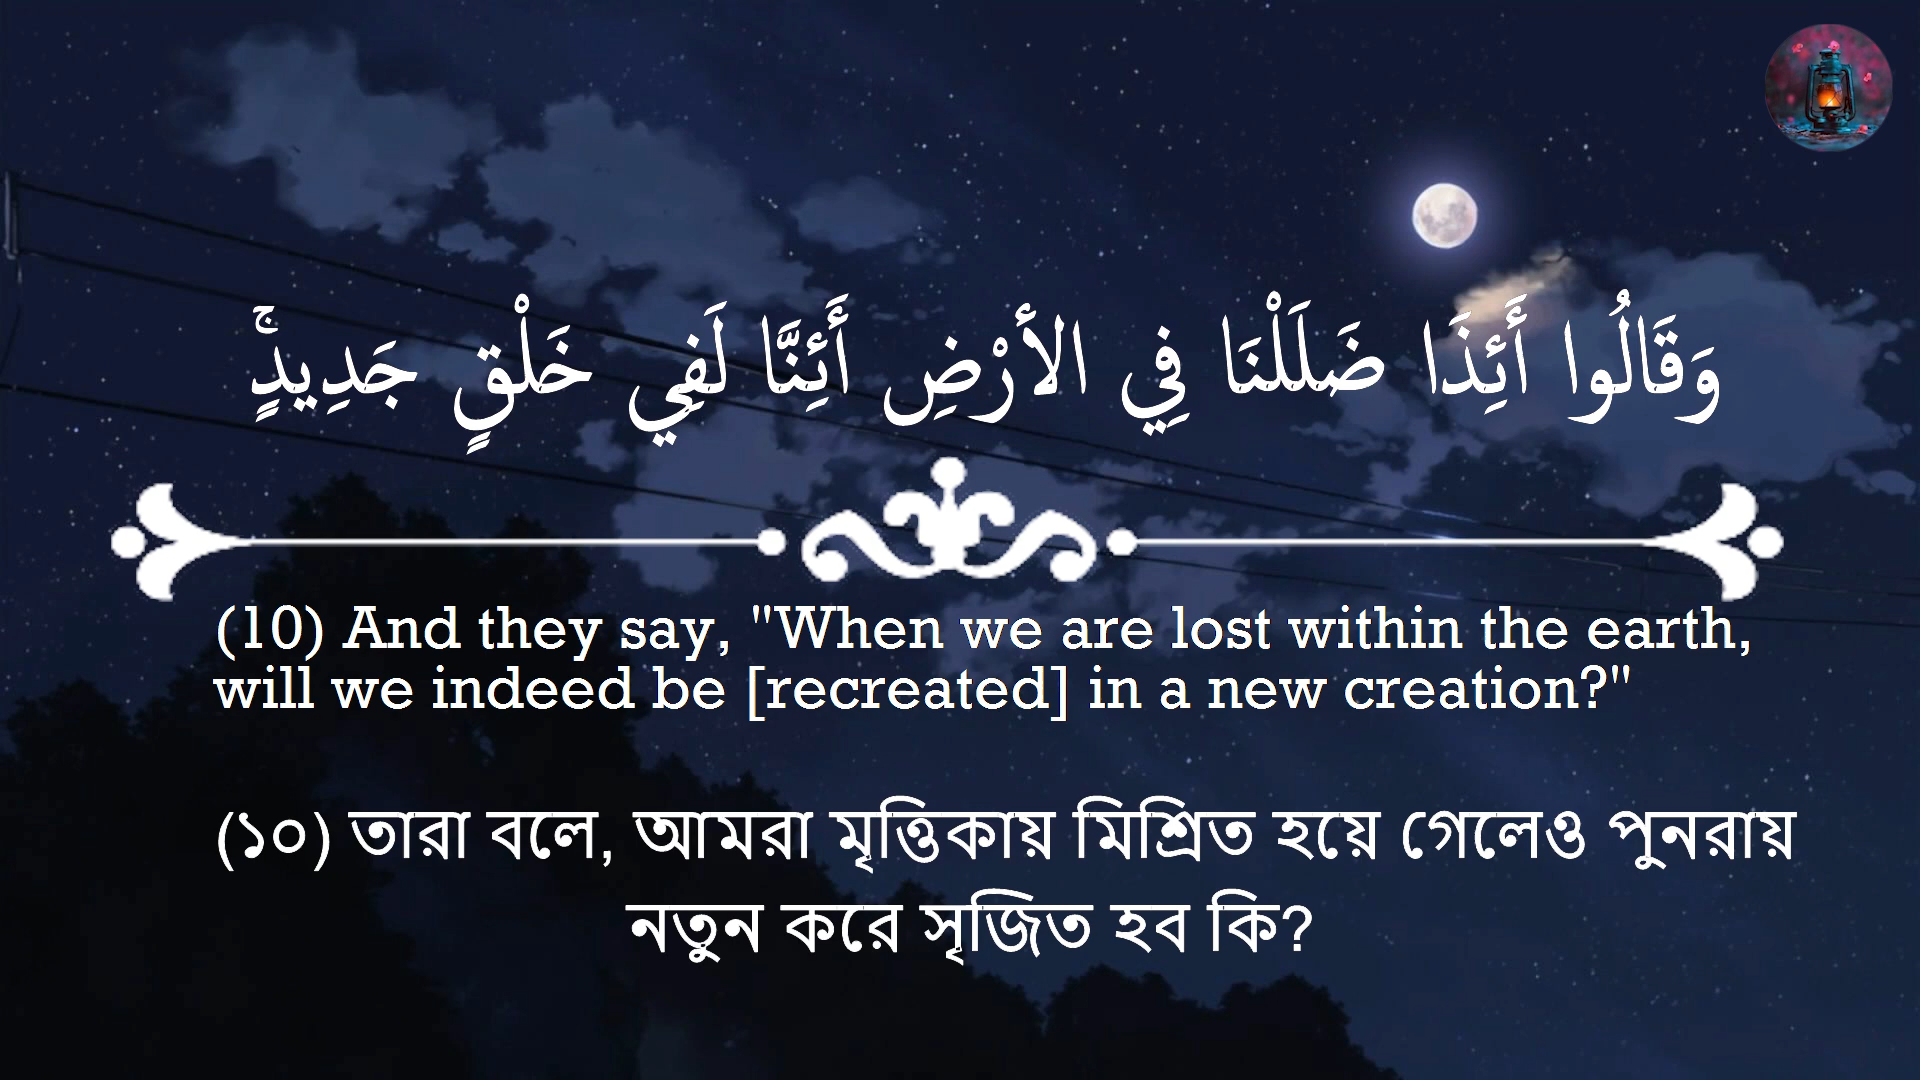 وَقَالُوا أَئِذَا ضَلَلْنَا فِي الأرْضِ أَئِنَّا لَفِي خَلْقٍ جَدِيدٍۚ
(10) And they say, "When we are lost within the earth,
will we indeed be [recreated] in a new creation?"
(১০) তারা বলে, আমরা মৃত্তিকায় মিশ্রিত হয়ে গেলেও পুনরায়
নতুন করে সৃজিত হব কি?